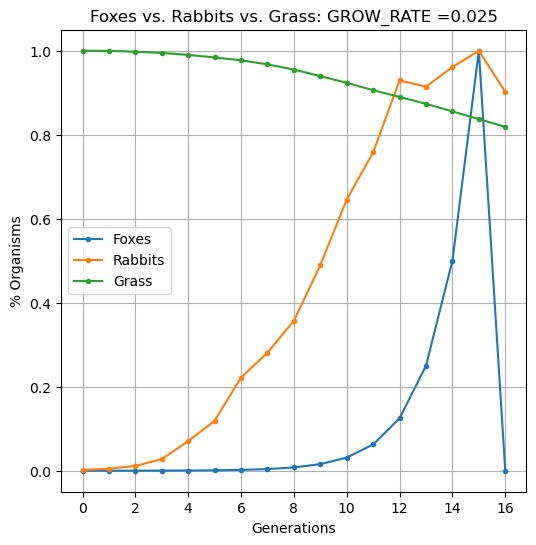 Foxes vs. Rabbits vs. Grass: GROW_RATE =0.025
1.0
0.8
0.6
0.4
0.2
0.0
% Organisms
Foxes
Rabbits
Grass
0 2 4 6 8 10 12 14 16
Generations